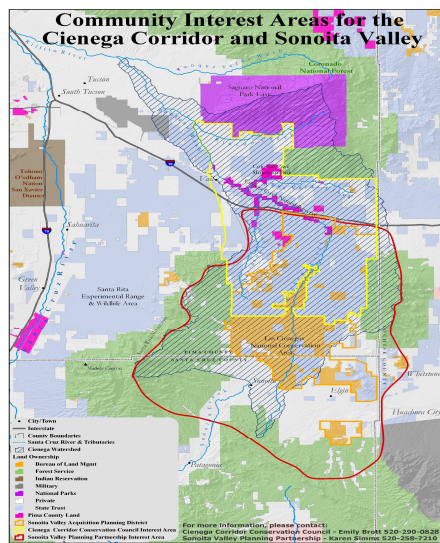 Community Interest Areas for the
Cienega Corridor and Sonoita Valley
Coronado
National Forest
Tucson
South Tucson
Saguaro National
Park East
Tohono
O'odham
Nation
San Xavier
District
Sahuarita
Green
Valley
Santa Rita
Experimental Range
& Wildlife Area
Las Cienegas
National Conservation
Area
PIMA COUNTY
SANTA CRUZ COUNTY
Sonoita
Elgin
Whetstone
Huachuca City
Patagonia
City/Town
Interstate
County Boundaries
Santa Cruz River & Tributaries
Cienega Watershed
Land Ownership
Bureau of Land Mgmt
Forest Service
Indian Reservation
Military
National Parks
Private
State Trust
Pima County Land
Sonoita Valley Acquisition Planning District
Cienega Corridor Conservation Council Interest Area
Sonoita Valley Planning Partnership Interest Area
For more information, please contact:
Cienega Corridor Conservation Council - Emily Brott 520-290-0828
Sonoita Valley Planning Partnership - Karen Simms 520-258-7210